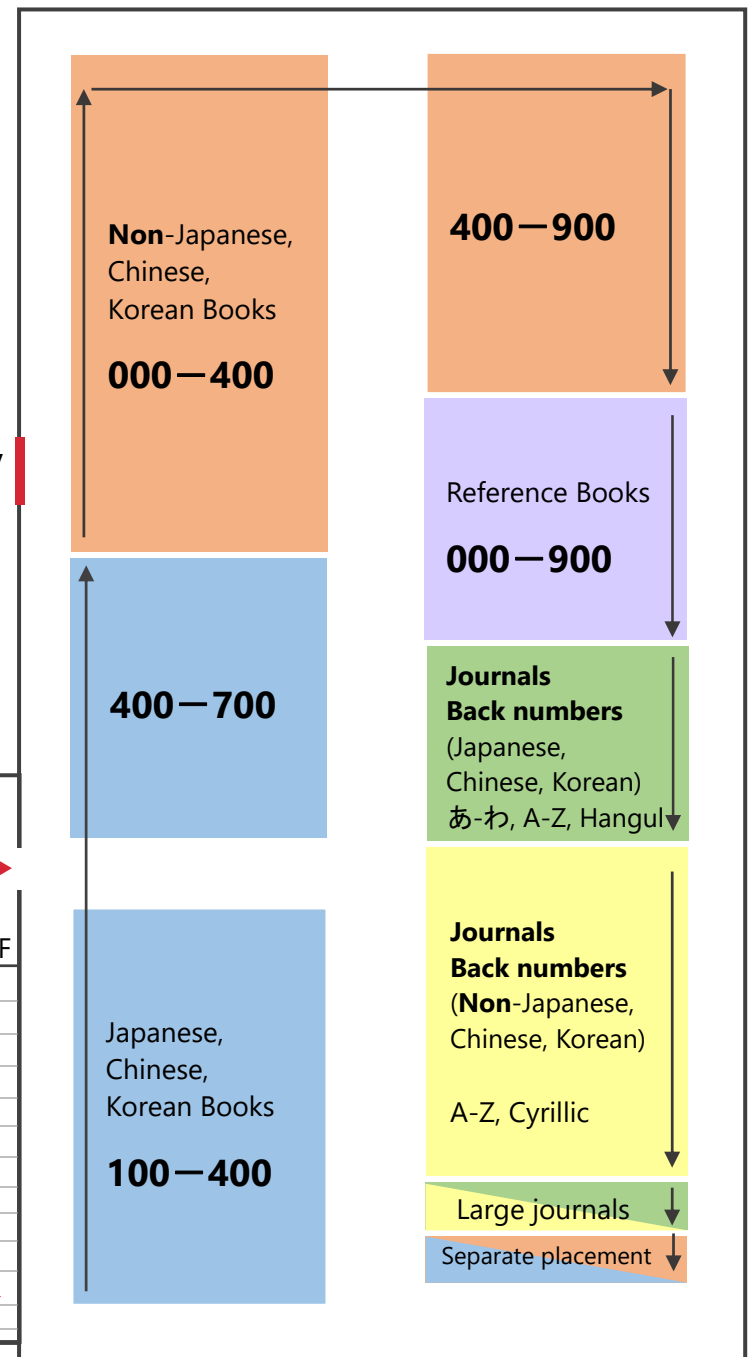 Non-Japanese,
Chinese,
Korean Books
000－400
400－700
Japanese,
Chinese,
Korean Books
100－400
400－900
Reference Books
000－900
Journals
Back numbers
(Japanese,
Chinese, Korean)
あ-わ, A-Z, Hangul
Journals
Back numbers
(Non-Japanese,
Chinese, Korean)
A-Z, Cyrillic
Large journals
Separate placement
F